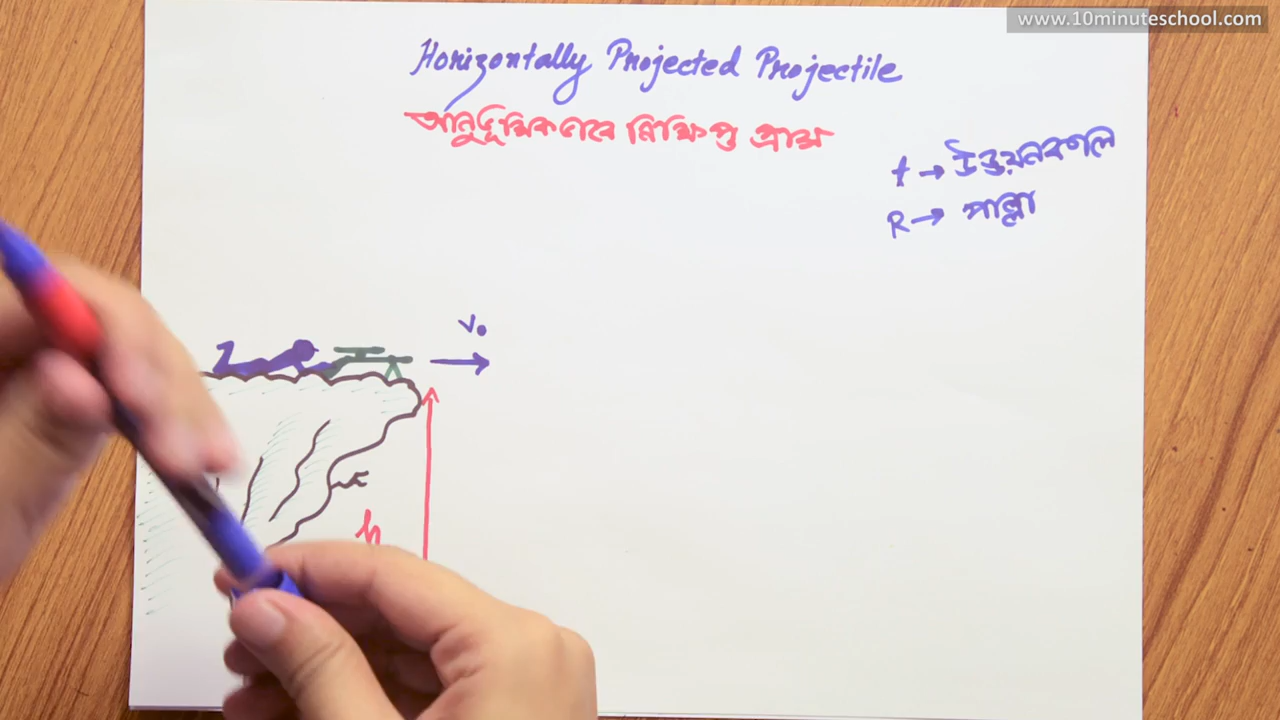 www.10minuteschool.com
Horizontally Projected Projectile
আনুভূমিকভাবে নিক্ষিপ্ত প্রাস
t → উড্ডয়নকাল
R → পাল্লা
v₀
h